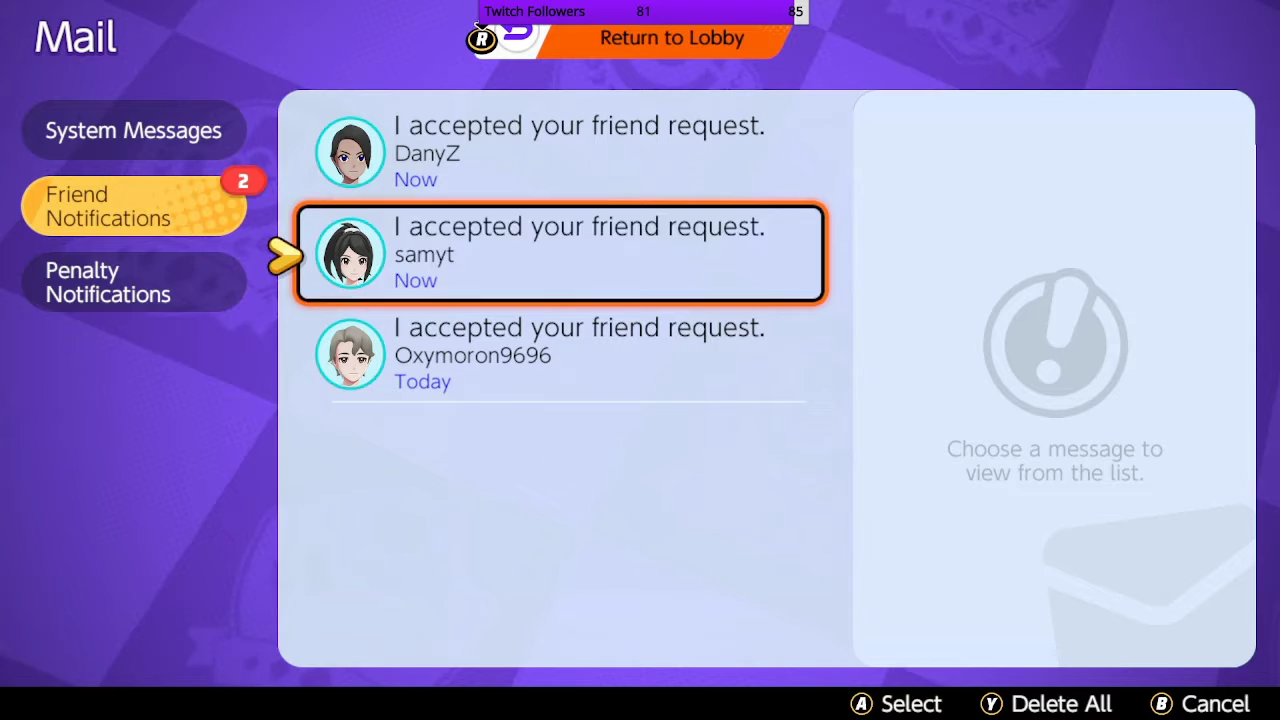 Twitch Followers 81 85
Mail
R Return to Lobby
System Messages
2
Friend
Notifications
Penalty
Notifications
I accepted your friend request.
DanyZ
Now
I accepted your friend request.
samyt
Now
I accepted your friend request.
Oxymoron9696
Today
Choose a message to
view from the list.
A Select Y Delete All B Cancel